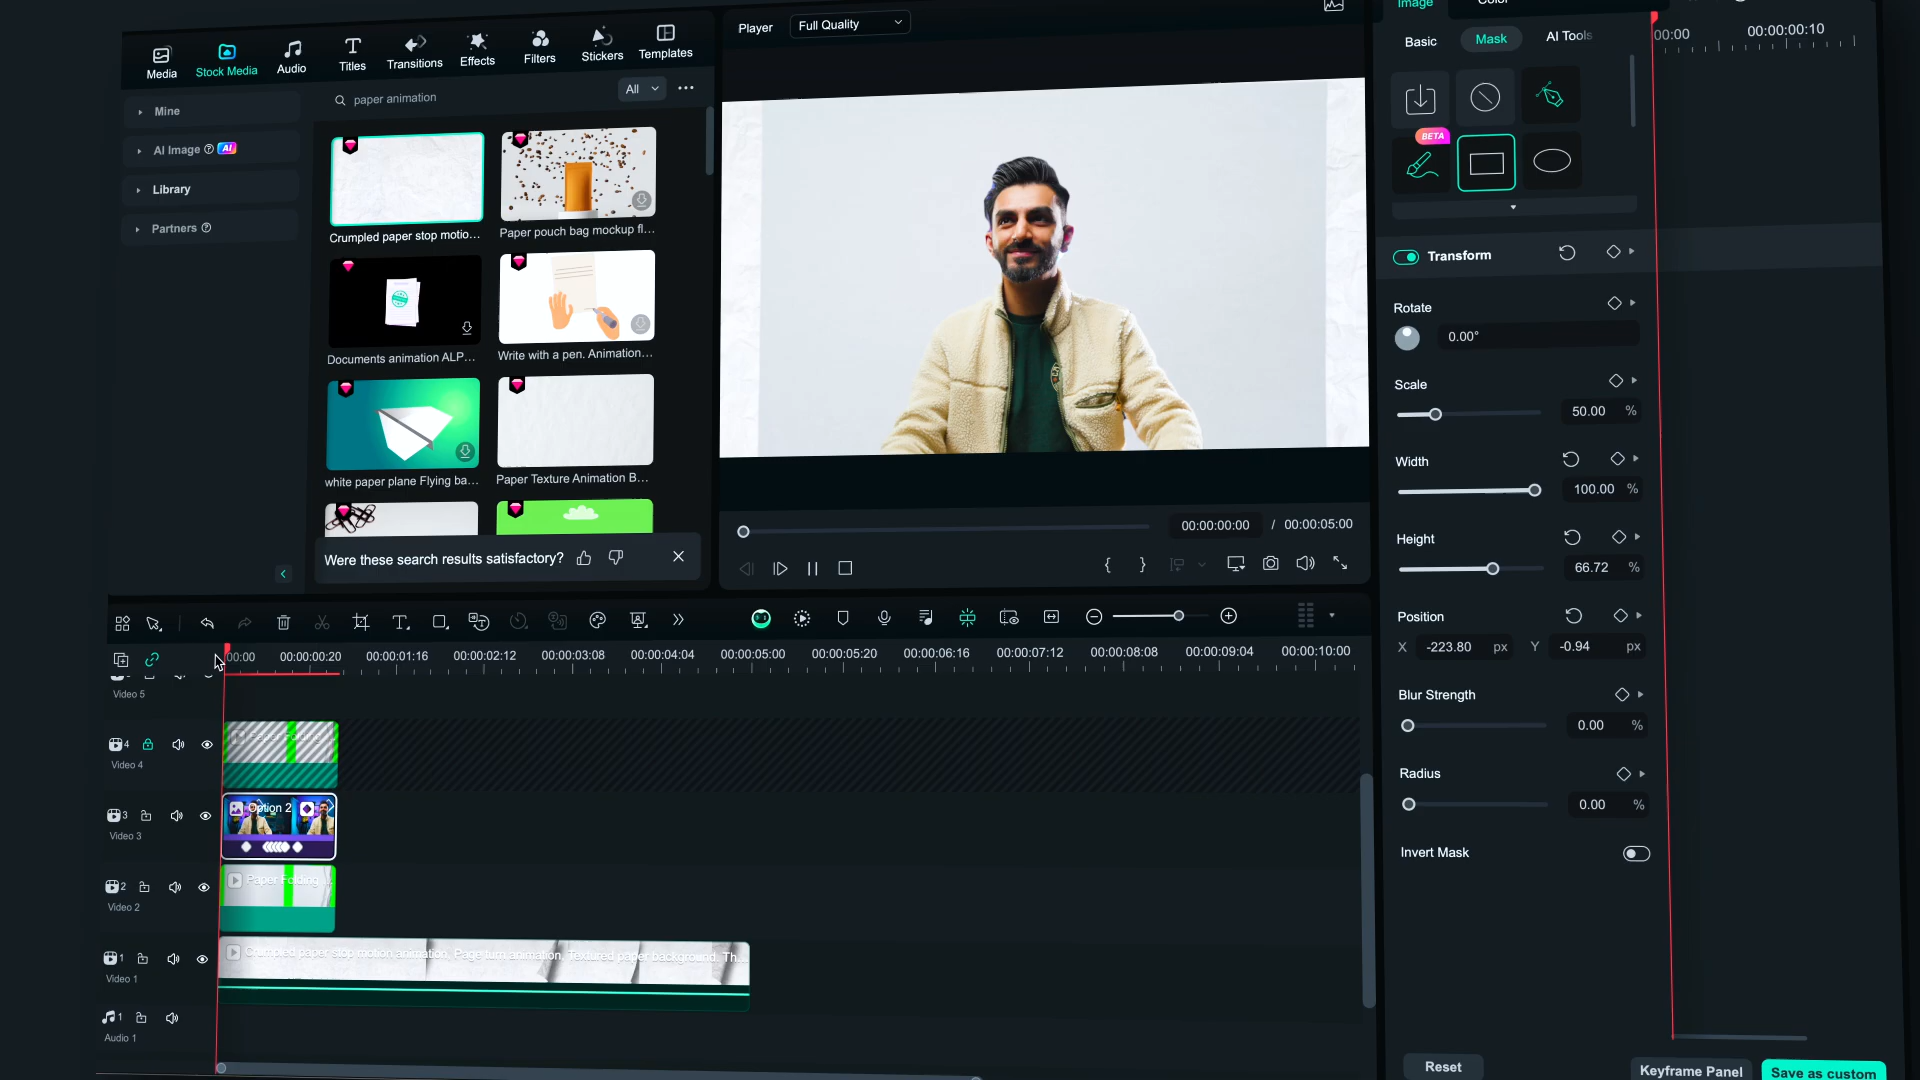 Media
Stock Media
Audio
Titles
Transitions
Effects
Filters
Stickers
Templates
Mine
AI Image AI
Library
Partners
paper animation
All
Crumpled paper stop motio...
Paper pouch bag mockup fl...
Documents animation ALP...
Write with a pen. Animation...
white paper plane Flying ba...
Paper Texture Animation B...
Were these search results satisfactory?
Player
Full Quality
00:00:00:00 / 00:00:05:00
Image
Color
Basic
Mask
AI Tools
BETA
Transform
Rotate
0.00°
Scale
50.00 %
Width
100.00 %
Height
66.72 %
Position
X -223.80 px Y -0.94 px
Blur Strength
0.00 %
Radius
0.00 %
Invert Mask
Reset
Keyframe Panel
Save as custom
00:00
00:00:00:10
:00:00 00:00:00:20 00:00:01:16 00:00:02:12 00:00:03:08 00:00:04:04 00:00:05:00 00:00:05:20 00:00:06:16 00:00:07:12 00:00:08:08 00:00:09:04 00:00:10:00
Video 5
4
Video 4
Paper Folding
3
Video 3
Option 2
2
Video 2
Paper Folding
1
Video 1
Crumpled paper stop motion animation, Page turn animation, Textured paper background. Th...
1
Audio 1